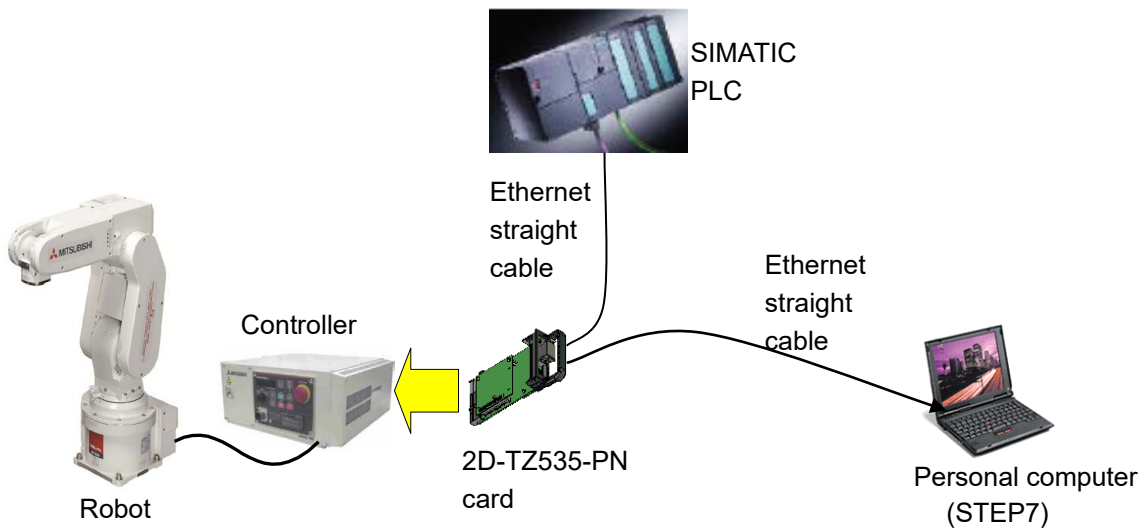 SIMATIC
PLC
Ethernet
straight
cable
Ethernet
straight
cable
MITSUBISHI
Controller
2D-TZ535-PN
card
Robot
Personal computer
(STEP7)